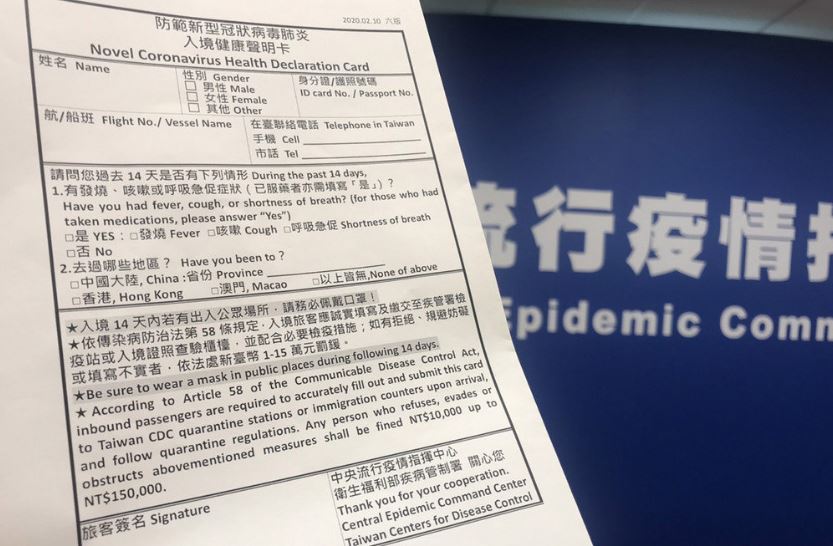 2020.02.10 六版
防範新型冠狀病毒肺炎
入境健康聲明卡
Novel Coronavirus Health Declaration Card
姓名 Name
性別 Gender
□ 男性 Male
□ 女性 Female
□ 其他 Other
身分證/護照號碼
ID card No. / Passport No.
航/船班 Flight No./ Vessel Name
在臺聯絡電話 Telephone in Taiwan
手機 Cell
市話 Tel
請問您過去 14 天是否有下列情形 During the past 14 days,
1.有發燒、咳嗽或呼吸急促症狀（已服藥者亦需填寫「是」）？
Have you had fever, cough, or shortness of breath? (for those who had
taken medications, please answer “Yes”)
□是 YES：□發燒 Fever □咳嗽 Cough □呼吸急促 Shortness of breath
□否 No
2.去過哪些地區？ Have you been to？
□中國大陸, China：省份 Province
□香港, Hong Kong □澳門, Macao □以上皆無,None of above
★入境 14 天內若有出入公眾場所，請務必佩戴口罩！
★依傳染病防治法第 58 條規定，入境旅客應誠實填寫及繳交至疾管署檢
疫站或入境證照查驗櫃檯，並配合必要檢疫措施；如有拒絕、規避妨礙
或填寫不實者，依法處新臺幣 1-15 萬元罰鍰。
★Be sure to wear a mask in public places during following 14 days.
★ According to Article 58 of the Communicable Disease Control Act,
inbound passengers are required to accurately fill out and submit this card
to Taiwan CDC quarantine stations or immigration counters upon arrival,
and follow quarantine regulations. Any person who refuses, evades or
obstructs abovementioned measures shall be fined NT$10,000 up to
NT$150,000.
旅客簽名 Signature
中央流行疫情指揮中心
衛生福利部疾病管制署 關心您
Thank you for your cooperation.
Central Epidemic Command Center
Taiwan Centers for Disease Control
流行疫情指
Epidemic Comm